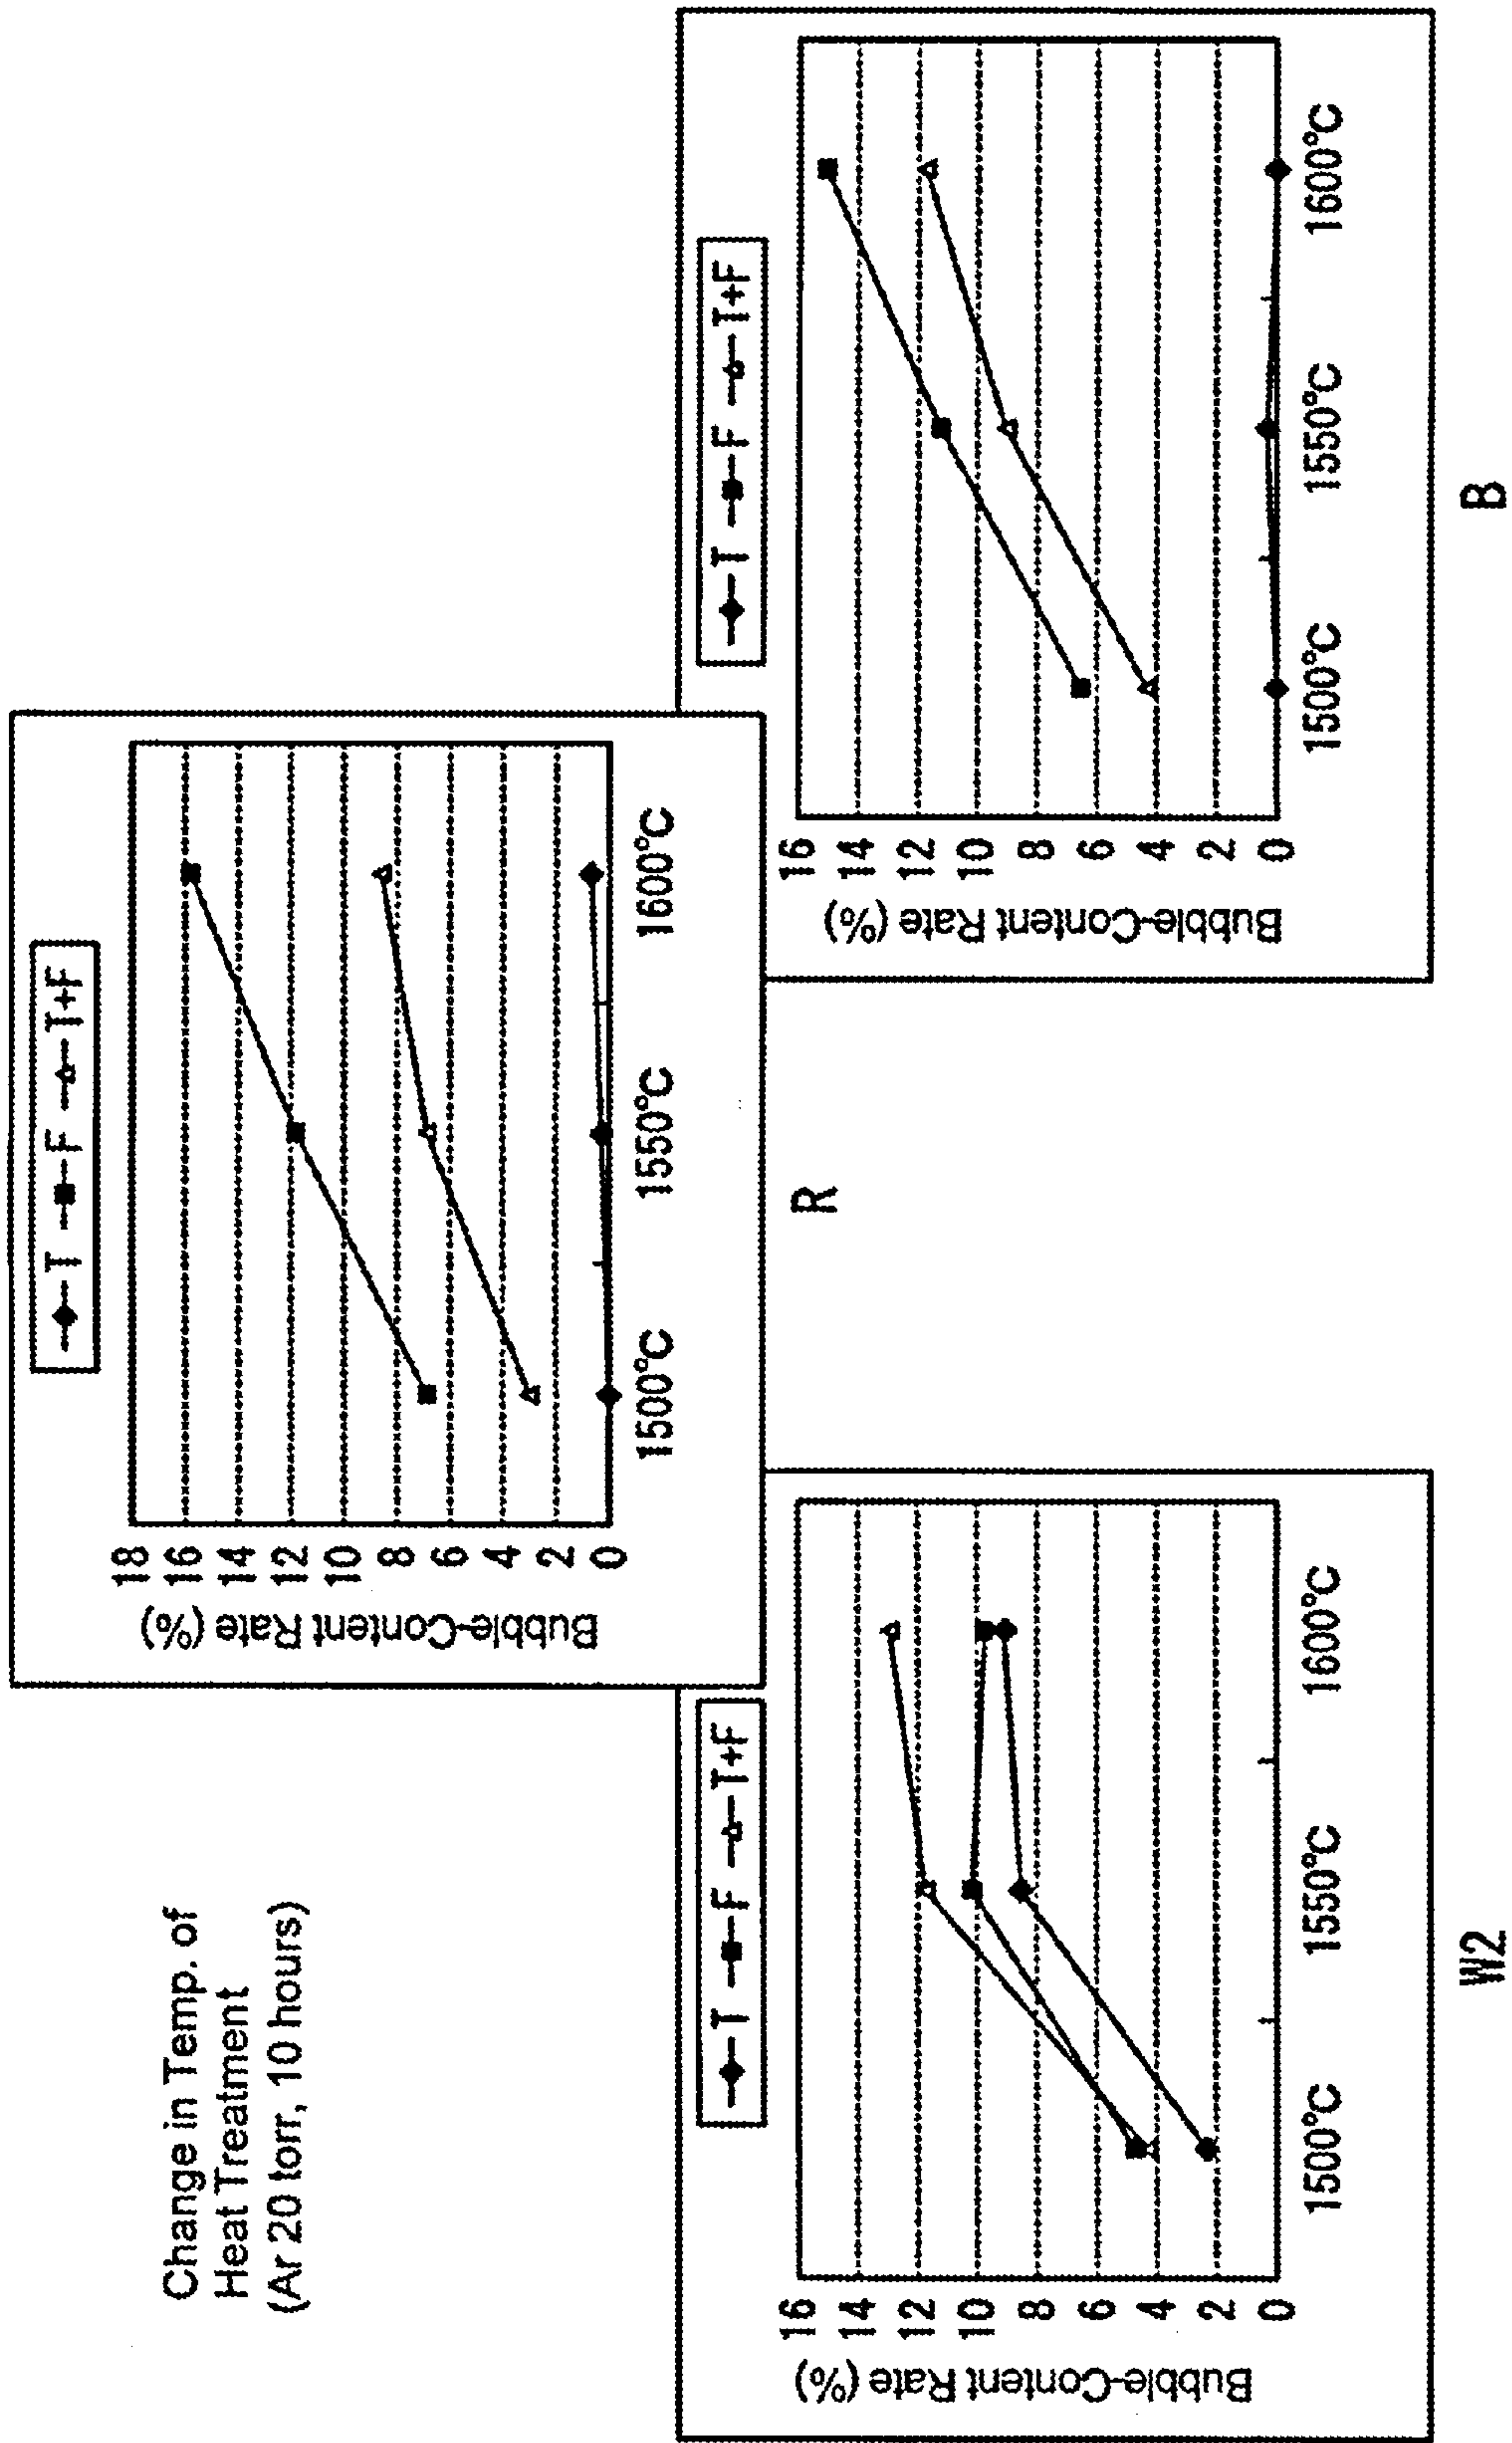 Change in Temp. of
Heat Treatment
(Ar 20 torr, 10 hours)
T F T+F
Bubble-Content Rate (%)
18
16
14
12
10
8
6
4
2
0
1500°C 1550°C 1600°C
R
T F T+F
Bubble-Content Rate (%)
16
14
12
10
8
6
4
2
0
1500°C 1550°C 1600°C
W2
T F T+F
Bubble-Content Rate (%)
16
14
12
10
8
6
4
2
0
1500°C 1550°C 1600°C
B